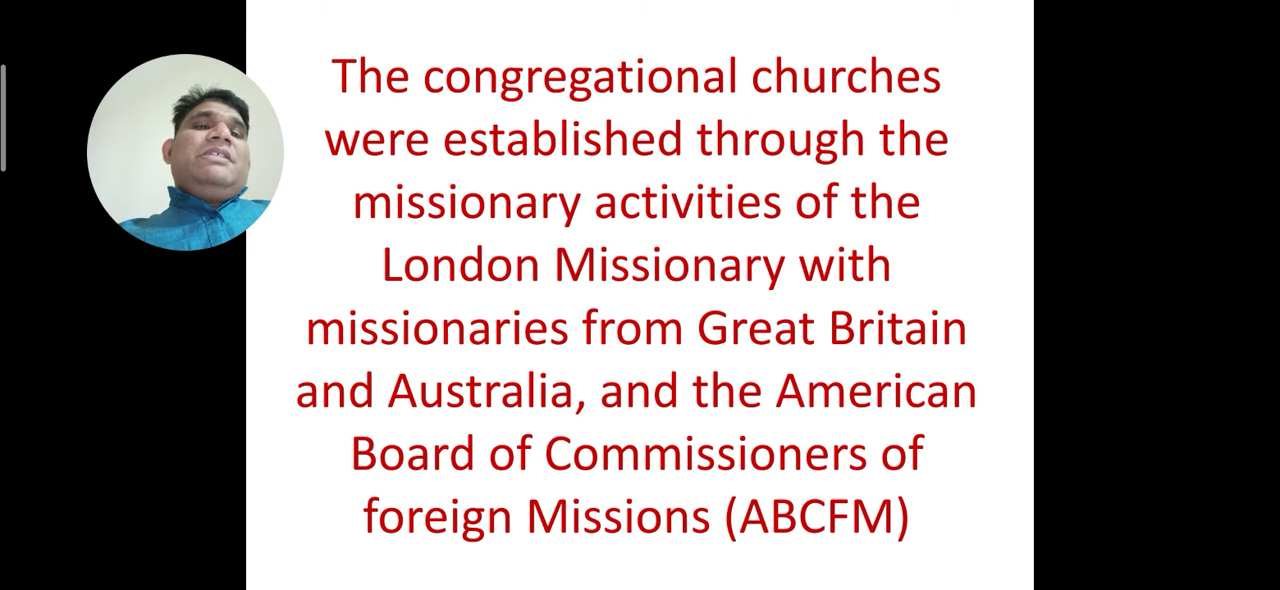 The congregational churches
were established through the
missionary activities of the
London Missionary with
missionaries from Great Britain
and Australia, and the American
Board of Commissioners of
foreign Missions (ABCFM)